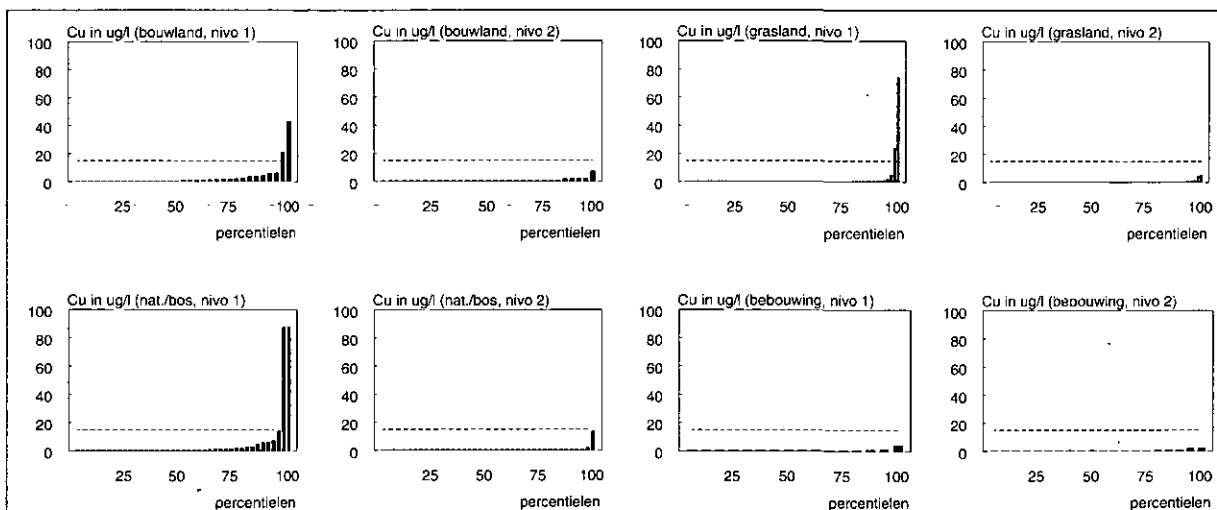 Cu in ug/l (bouwland, nivo 1)
100
80
60
40
20
0
25 50 75 100
percentielen
Cu in ug/l (bouwland, nivo 2)
100
80
60
40
20
0
25 50 75 100
percentielen
Cu in ug/l (grasland, nivo 1)
100
80
60
40
20
0
25 50 75 100
percentielen
Cu in ug/l (grasland, nivo 2)
100
80
60
40
20
0
25 50 75 100
percentielen
Cu in ug/l (nat./bos, nivo 1)
100
80
60
40
20
0
25 50 75 100
percentielen
Cu in ug/l (nat./bos, nivo 2)
100
80
60
40
20
0
25 50 75 100
percentielen
Cu in ug/l (bebouwing, nivo 1)
100
80
60
40
20
0
25 50 75 100
percentielen
Cu in ug/l (bebouwing, nivo 2)
100
80
60
40
20
0
25 50 75 100
percentielen